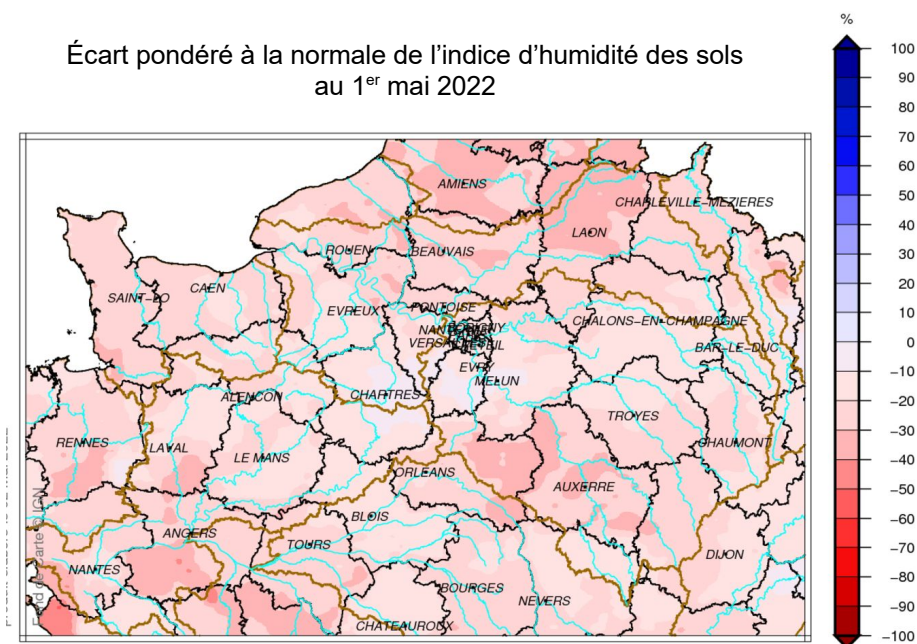 %
Écart pondéré à la normale de l’indice d’humidité des sols
au 1er mai 2022
100
90
80
70
60
50
40
30
20
10
0
−10
−20
−30
−40
−50
−60
−70
−80
−90
−100
AMIENS
CHARLEVILLE−MEZIERES
LAON
ROUEN
BEAUVAIS
CAEN
SAINT−LO
EVREUX
PONTOISE
CHALONS−EN−CHAMPAGNE
BAR−LE−DUC
EVRY
MELUN
ALENCON
CHARTRES
TROYES
RENNES
LAVAL
LE MANS
CHAUMONT
ORLEANS
AUXERRE
BLOIS
ANGERS
TOURS
DIJON
NANTES
BOURGES
NEVERS
CHATEAUROUX